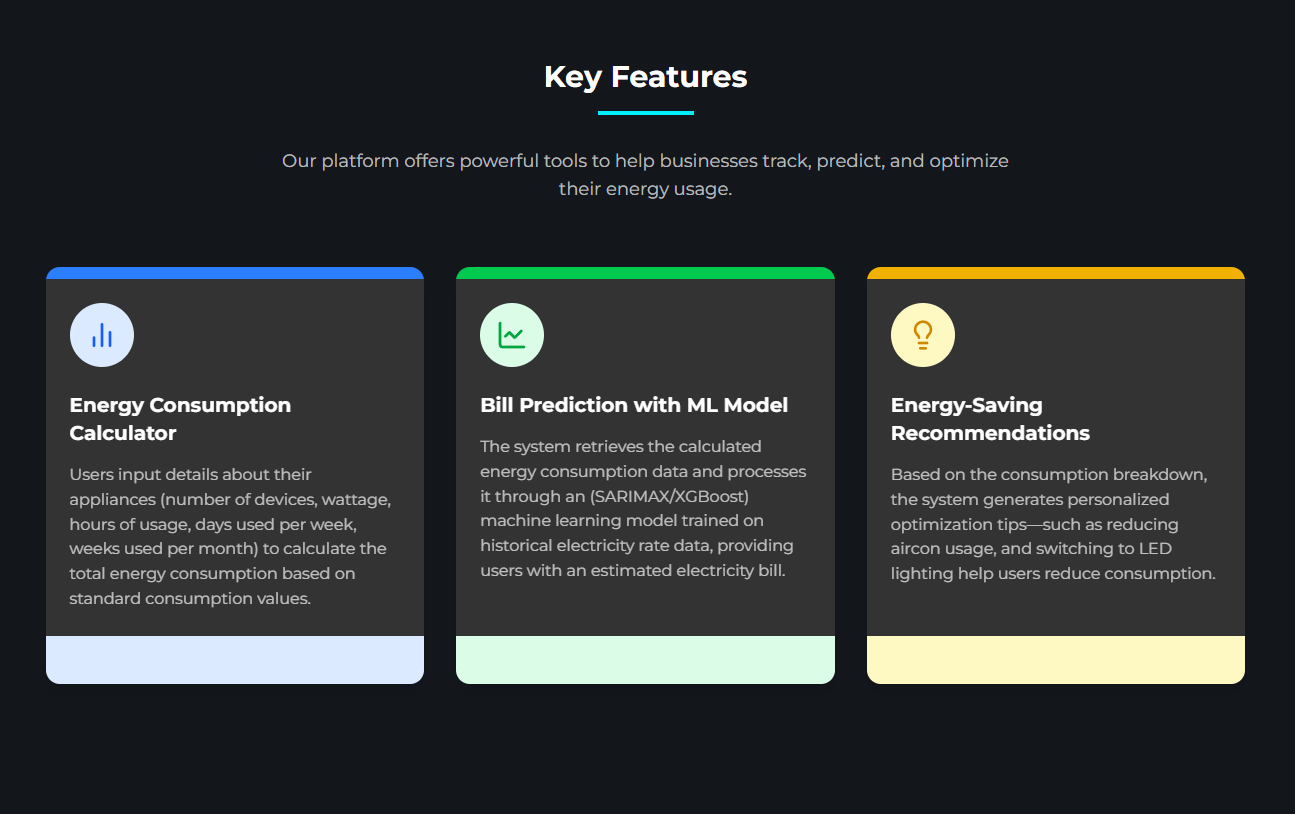 Key Features
Our platform offers powerful tools to help businesses track, predict, and optimize
their energy usage.
Energy Consumption
Calculator
Users input details about their
appliances (number of devices, wattage,
hours of usage, days used per week,
weeks used per month) to calculate the
total energy consumption based on
standard consumption values.
Bill Prediction with ML Model
The system retrieves the calculated
energy consumption data and processes
it through an (SARIMAX/XGBoost)
machine learning model trained on
historical electricity rate data, providing
users with an estimated electricity bill.
Energy-Saving
Recommendations
Based on the consumption breakdown,
the system generates personalized
optimization tips—such as reducing
aircon usage, and switching to LED
lighting help users reduce consumption.